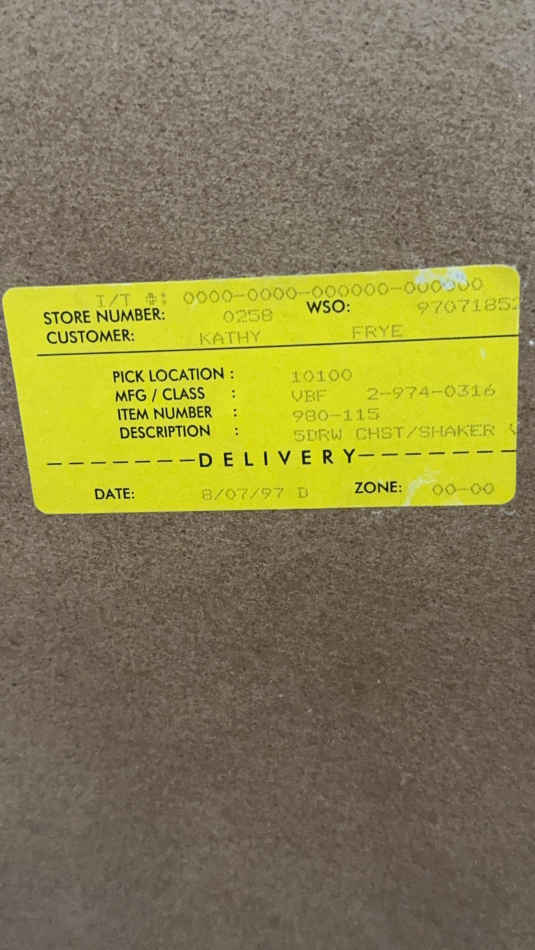 I/T #: 0000-0000-000000-000000
STORE NUMBER: 0258 WSO: 9707185
CUSTOMER: KATHY FRYE
PICK LOCATION : 10100
MFG / CLASS : VBF 2-974-0316
ITEM NUMBER : 980-115
DESCRIPTION : 5DRW CHST/SHAKER
-------DELIVERY-------
DATE: 8/07/97 D ZONE: 00-00